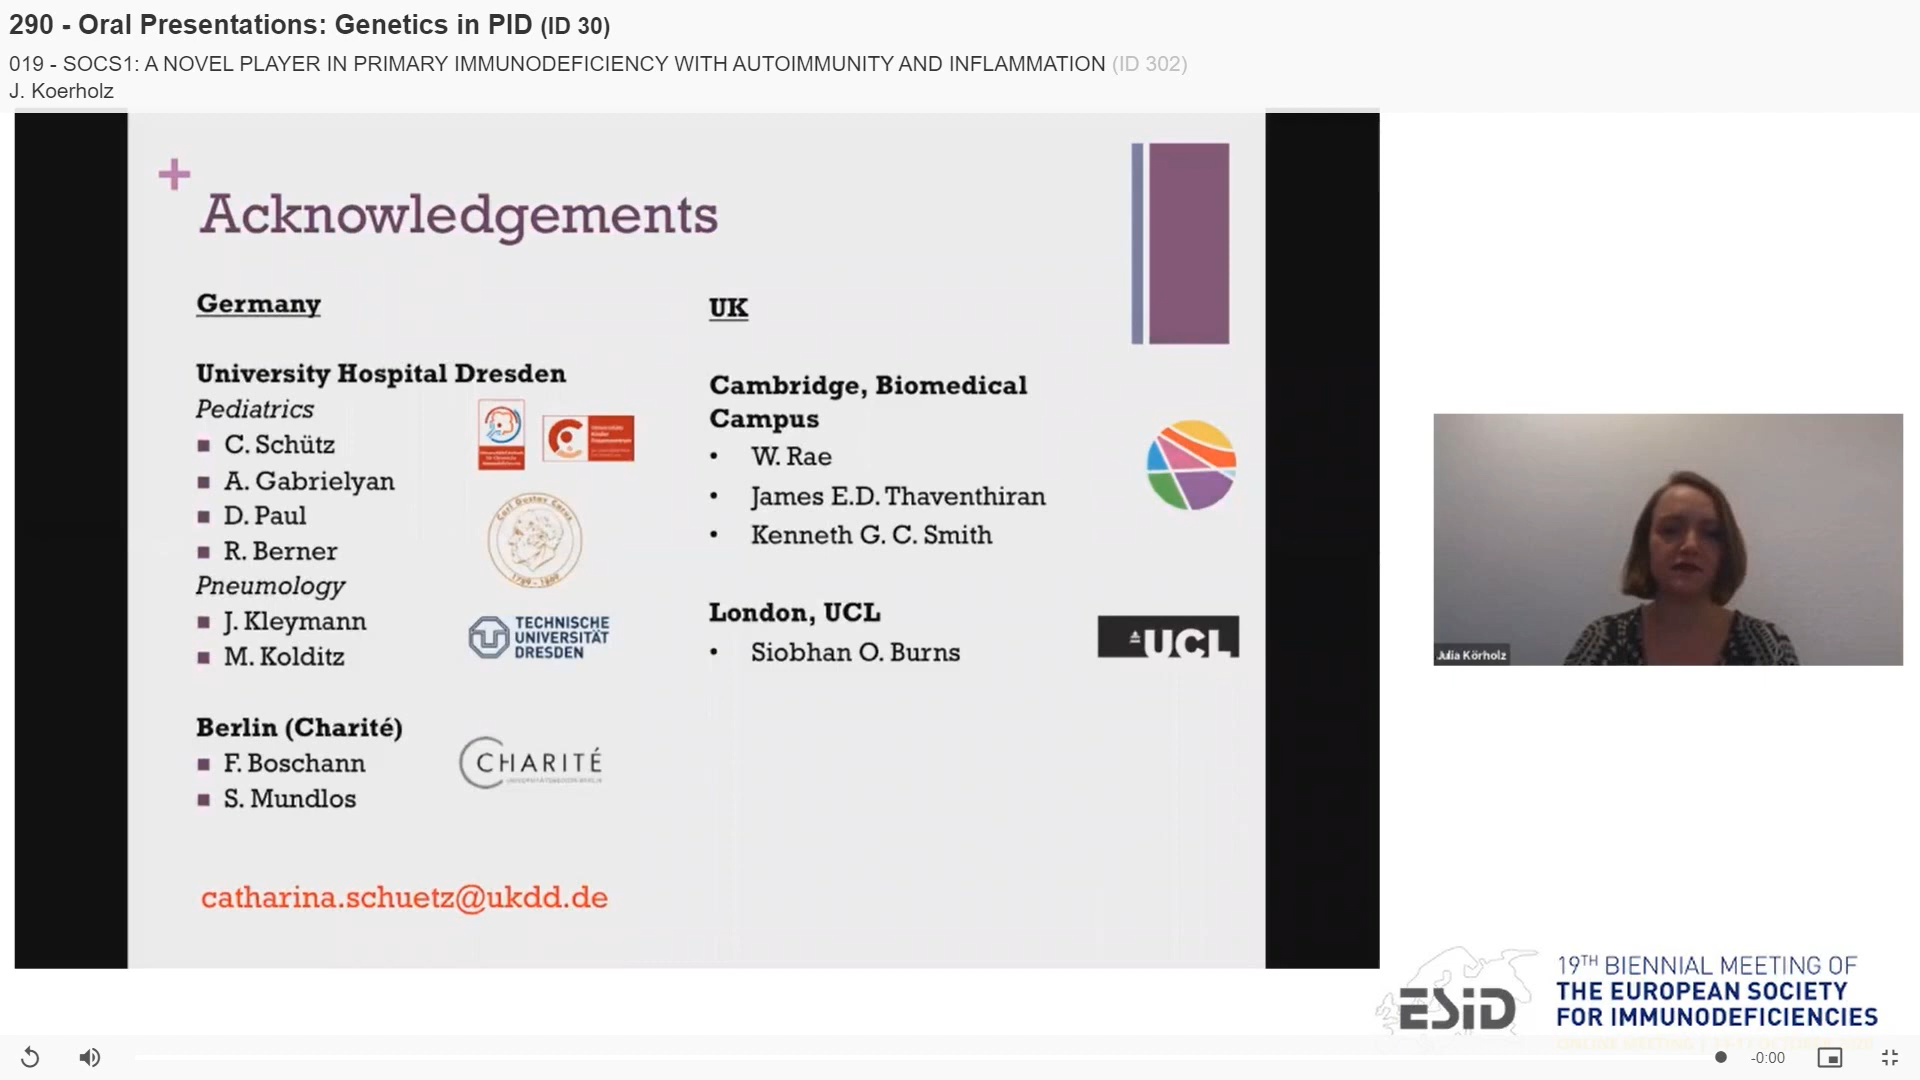 290 - Oral Presentations: Genetics in PID (ID 30)
019 - SOCS1: A NOVEL PLAYER IN PRIMARY IMMUNODEFICIENCY WITH AUTOIMMUNITY AND INFLAMMATION (ID 302)
J. Koerholz
+
Acknowledgements
Germany
University Hospital Dresden
Pediatrics
C. Schütz
A. Gabrielyan
D. Paul
R. Berner
Pneumology
J. Kleymann
M. Kolditz
Carl Gustav Carus
TECHNISCHE
UNIVERSITÄT
DRESDEN
Berlin (Charité)
F. Boschann
S. Mundlos
CHARITÉ
catharina.schuetz@ukdd.de
UK
Cambridge, Biomedical
Campus
• W. Rae
• James E.D. Thaventhiran
• Kenneth G. C. Smith
London, UCL
• Siobhan O. Burns
UCL
Julia Körholz
ESiD
19TH BIENNIAL MEETING OF
THE EUROPEAN SOCIETY
FOR IMMUNODEFICIENCIES
-0:00